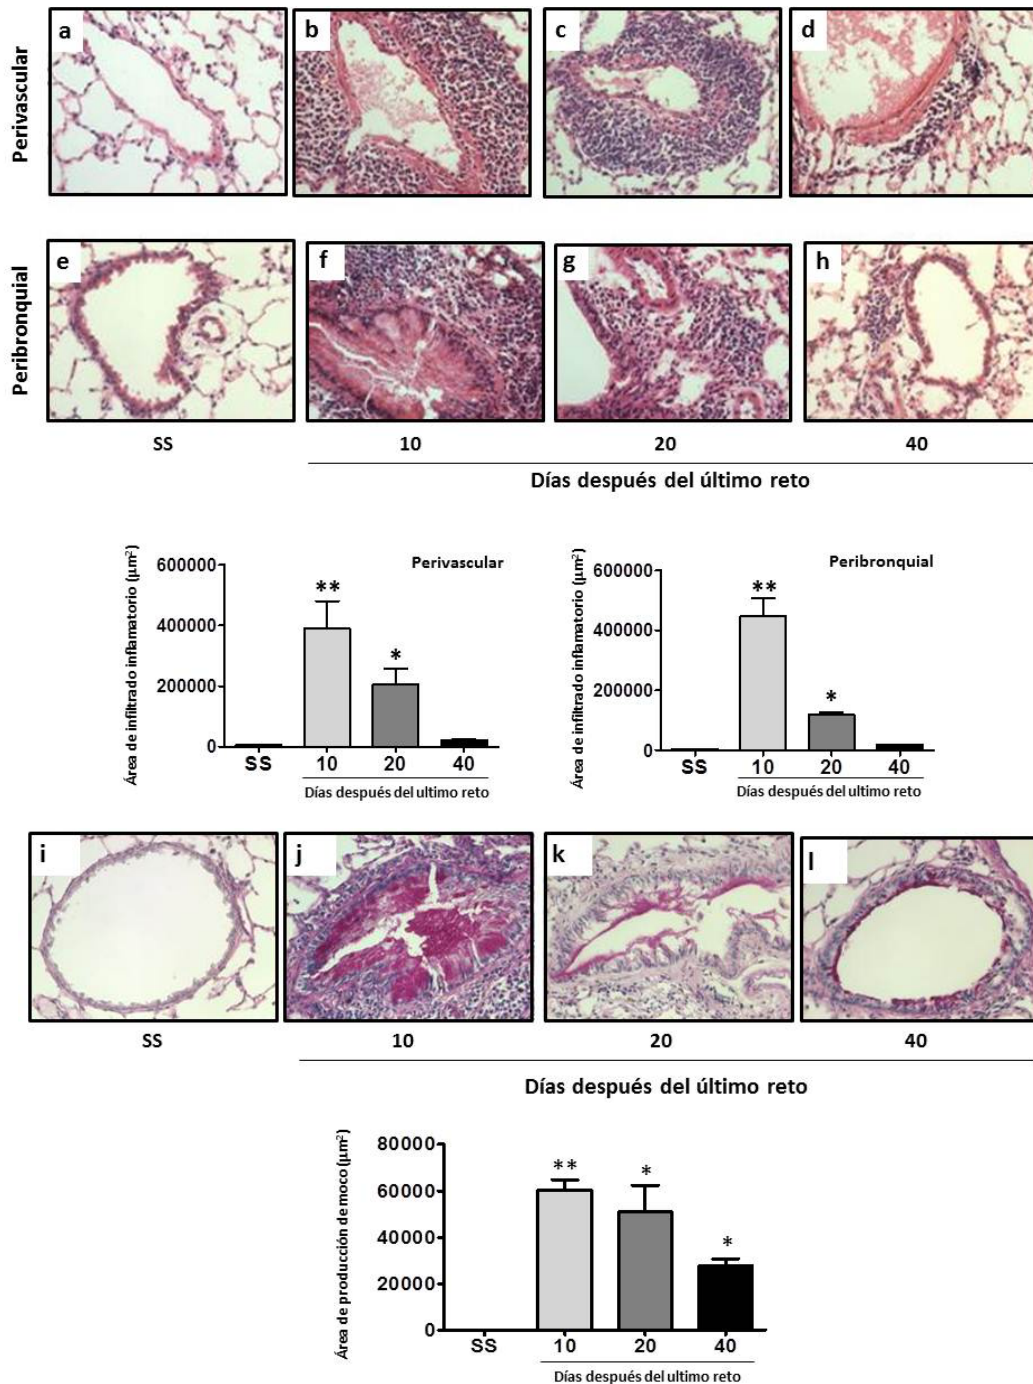 Perivascular
a
b
c
d
Peribronquial
e
f
g
h
SS
10
20
40
Días después del último reto
Área de infiltrado inflamatorio (µm²)
600000
400000
200000
0
Perivascular
**
*
SS
10
20
40
Días después del ultimo reto
Área de infiltrado inflamatorio (µm²)
600000
400000
200000
0
Peribronquial
**
*
SS
10
20
40
Días después del ultimo reto
i
j
k
l
SS
10
20
40
Días después del último reto
Área de producción de moco (µm²)
80000
60000
40000
20000
0
**
*
*
SS
10
20
40
Días después del ultimo reto